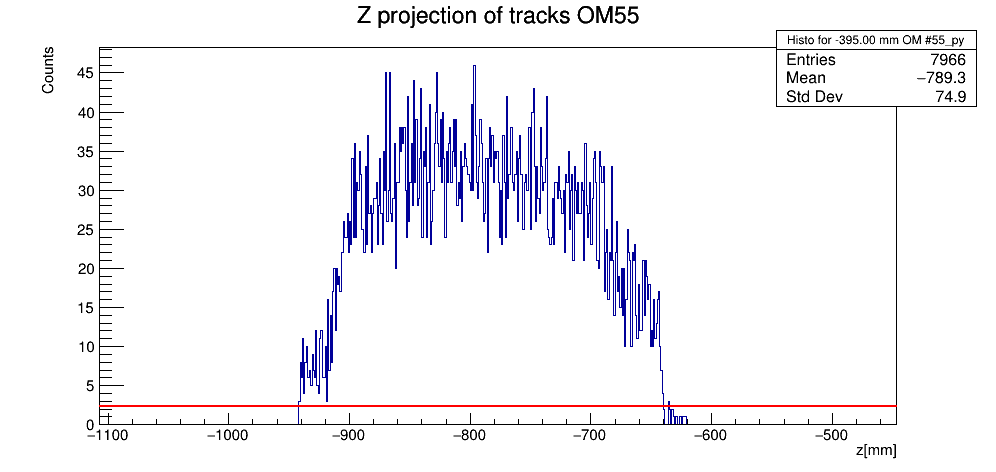 Z projection of tracks OM55
Histo for -395.00 mm OM #55_py
Entries 7966
Mean −789.3
Std Dev 74.9
Counts
45
40
35
30
25
20
15
10
5
0
−1100 −1000 −900 −800 −700 −600 −500
z[mm]